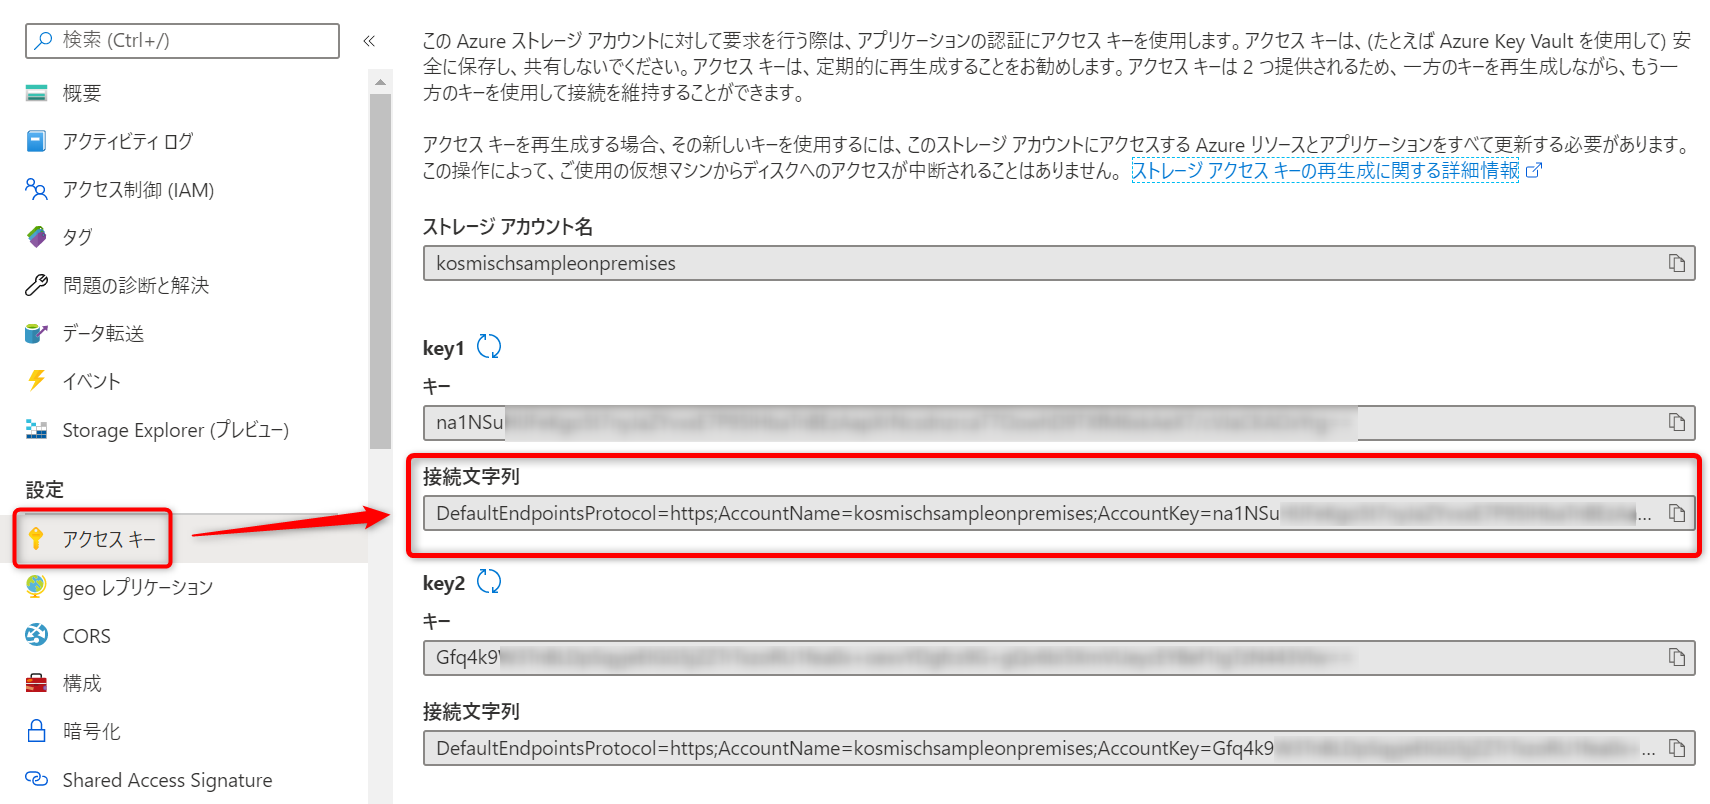 検索 (Ctrl+/)
«
概要
アクティビティ ログ
アクセス制御 (IAM)
タグ
問題の診断と解決
データ転送
イベント
Storage Explorer (プレビュー)
設定
アクセス キー
geo レプリケーション
CORS
構成
暗号化
Shared Access Signature
この Azure ストレージ アカウントに対して要求を行う際は、アプリケーションの認証にアクセス キーを使用します。アクセス キーは、(たとえば Azure Key Vault を使用して) 安
全に保存し、共有しないでください。アクセス キーは、定期的に再生成することをお勧めします。アクセス キーは 2 つ提供されるため、一方のキーを再生成しながら、もう一
方のキーを使用して接続を維持することができます。
アクセス キーを再生成する場合、その新しいキーを使用するには、このストレージ アカウントにアクセスする Azure リソースとアプリケーションをすべて更新する必要があります。
この操作によって、ご使用の仮想マシンからディスクへのアクセスが中断されることはありません。 ストレージ アクセス キーの再生成に関する詳細情報
ストレージ アカウント名
kosmischsampleonpremises
key1
キー
na1NSu
接続文字列
DefaultEndpointsProtocol=https;AccountName=kosmischsampleonpremises;AccountKey=na1NSu...
key2
キー
Gfq4k9
接続文字列
DefaultEndpointsProtocol=https;AccountName=kosmischsampleonpremises;AccountKey=Gfq4k9...